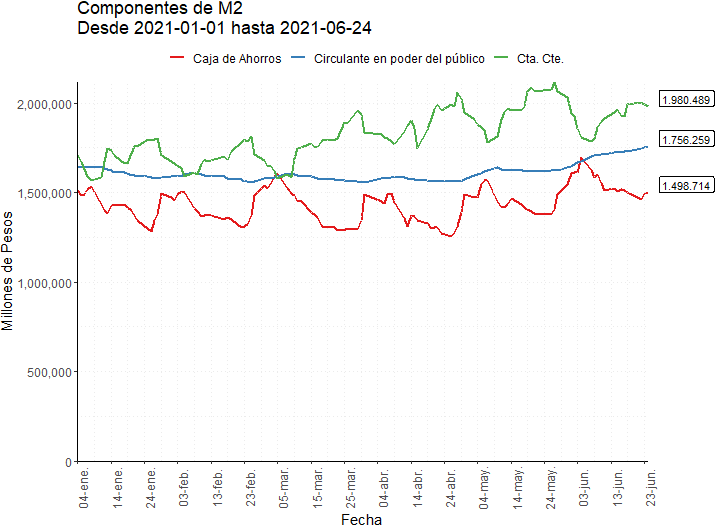 Componentes de M2
Desde 2021-01-01 hasta 2021-06-24
Caja de Ahorros Circulante en poder del público Cta. Cte.
Millones de Pesos
2,000,000
1,500,000
1,000,000
500,000
0
1.980.489
1.756.259
1.498.714
04-ene.
14-ene.
24-ene.
03-feb.
13-feb.
23-feb.
05-mar.
15-mar.
25-mar.
04-abr.
14-abr.
24-abr.
04-may.
14-may.
24-may.
03-jun.
13-jun.
23-jun.
Fecha